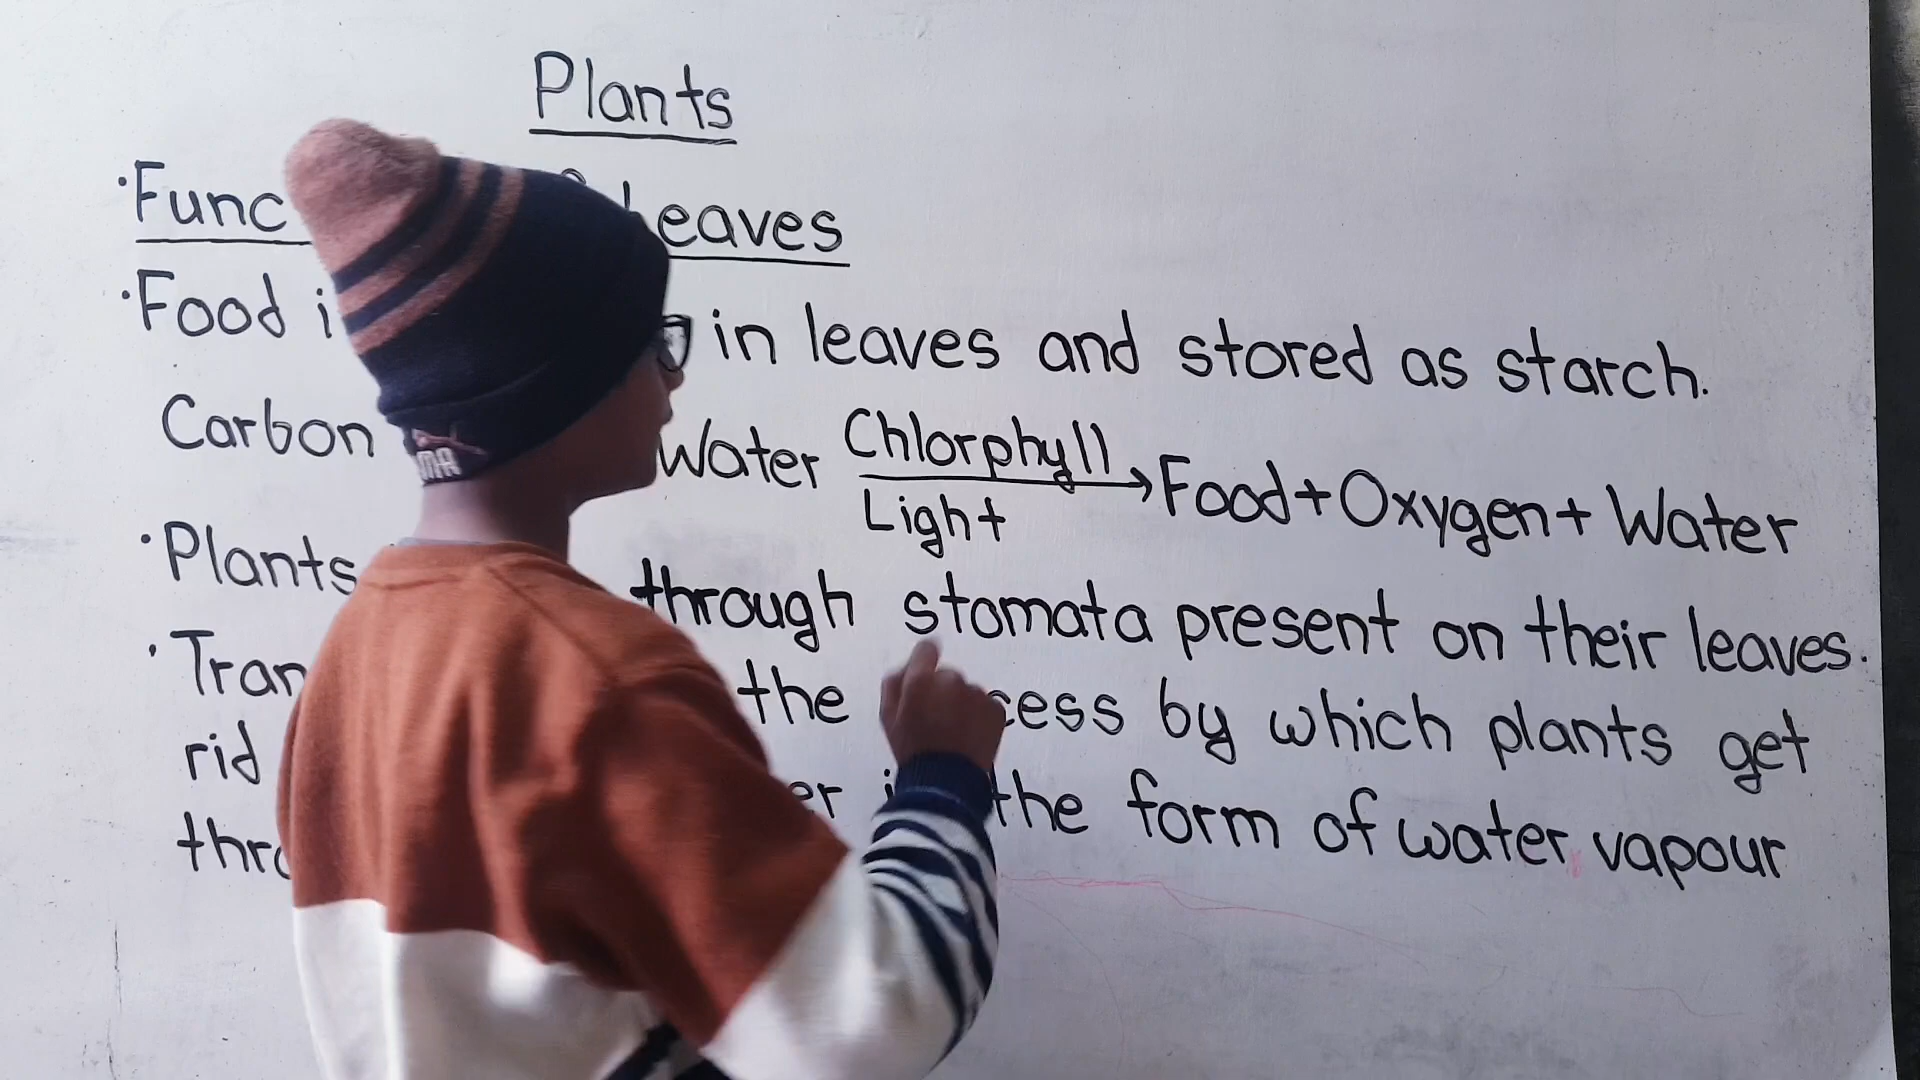 Plants
·Func Leaves
·Food in leaves and stored as starch.
Carbon Water Chlorphyll Food+Oxygen+Water
Light
·Plants through stomata present on their leaves.
·Tran the cess by which plants get
rid er the form of water vapour
thro